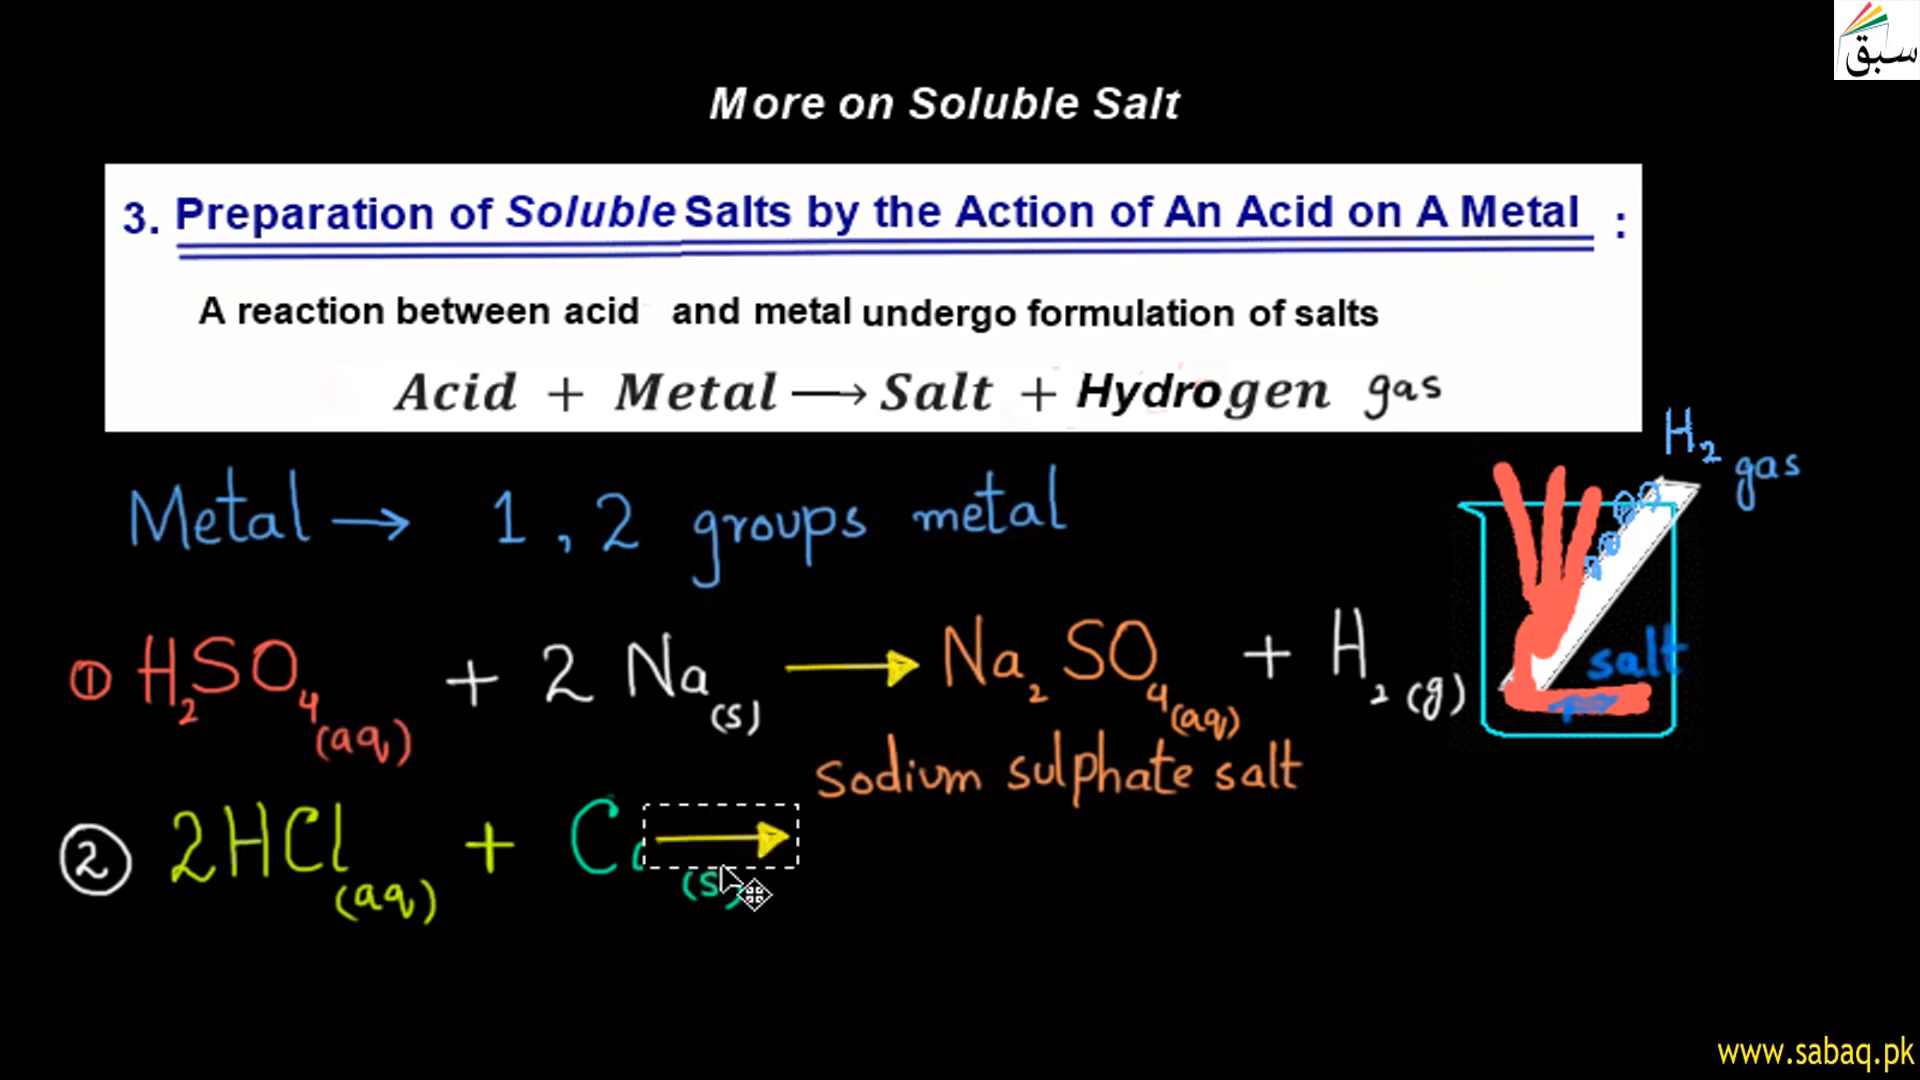 سبق
More on Soluble Salt
3. Preparation of Soluble Salts by the Action of An Acid on A Metal :
A reaction between acid and metal undergo formulation of salts
Acid + Metal ⟶ Salt + Hydrogen gas
H₂ gas
Metal → 1, 2 groups metal
① H₂SO₄(aq) + 2 Na(s) → Na₂SO₄(aq) + H₂(g)
salt
Sodium sulphate salt
② 2HCl(aq) + Ca(s) →
www.sabaq.pk